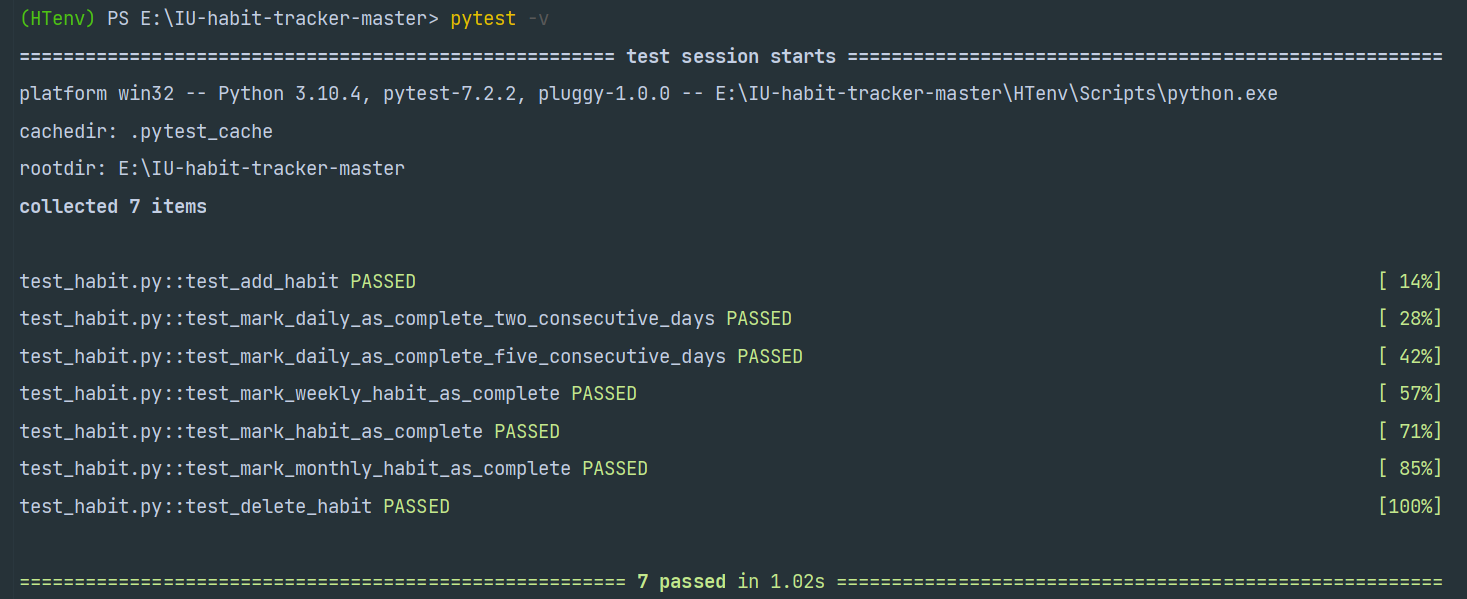 (HTenv) PS E:\IU-habit-tracker-master> pytest -v
====================================================== test session starts ======================================================
platform win32 -- Python 3.10.4, pytest-7.2.2, pluggy-1.0.0 -- E:\IU-habit-tracker-master\HTenv\Scripts\python.exe
cachedir: .pytest_cache
rootdir: E:\IU-habit-tracker-master
collected 7 items
test_habit.py::test_add_habit PASSED [ 14%]
test_habit.py::test_mark_daily_as_complete_two_consecutive_days PASSED [ 28%]
test_habit.py::test_mark_daily_as_complete_five_consecutive_days PASSED [ 42%]
test_habit.py::test_mark_weekly_habit_as_complete PASSED [ 57%]
test_habit.py::test_mark_habit_as_complete PASSED [ 71%]
test_habit.py::test_mark_monthly_habit_as_complete PASSED [ 85%]
test_habit.py::test_delete_habit PASSED [100%]
======================================================= 7 passed in 1.02s =======================================================